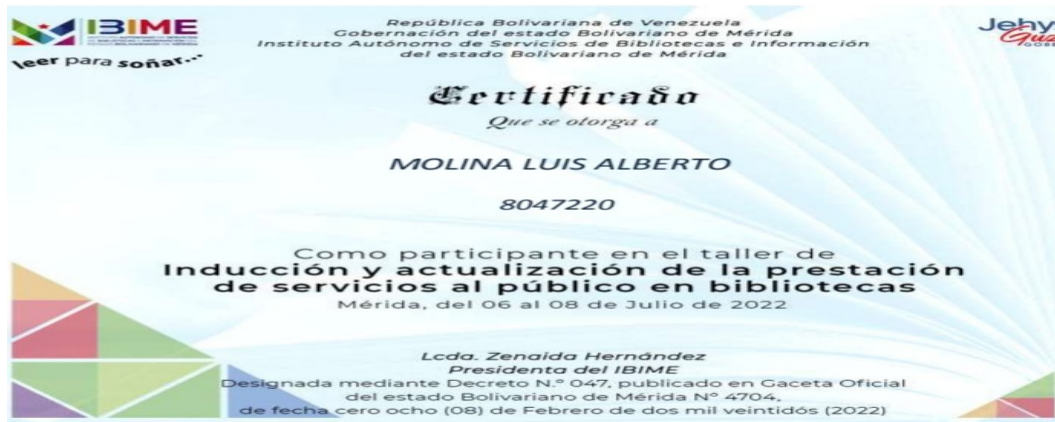 IBIME
leer para soñar...
República Bolivariana de Venezuela
Gobernación del estado Bolivariano de Mérida
Instituto Autónomo de Servicios de Bibliotecas e Información
del estado Bolivariano de Mérida
Jehys
Guz
GOBE
Certificado
Que se otorga a
MOLINA LUIS ALBERTO
8047220
Como participante en el taller de
Inducción y actualización de la prestación
de servicios al público en bibliotecas
Mérida, del 06 al 08 de Julio de 2022
Lcda. Zenaida Hernández
Presidenta del IBIME
Designada mediante Decreto N.º 047, publicado en Gaceta Oficial
del estado Bolivariano de Mérida Nº 4704,
de fecha cero ocho (08) de Febrero de dos mil veintidós (2022)